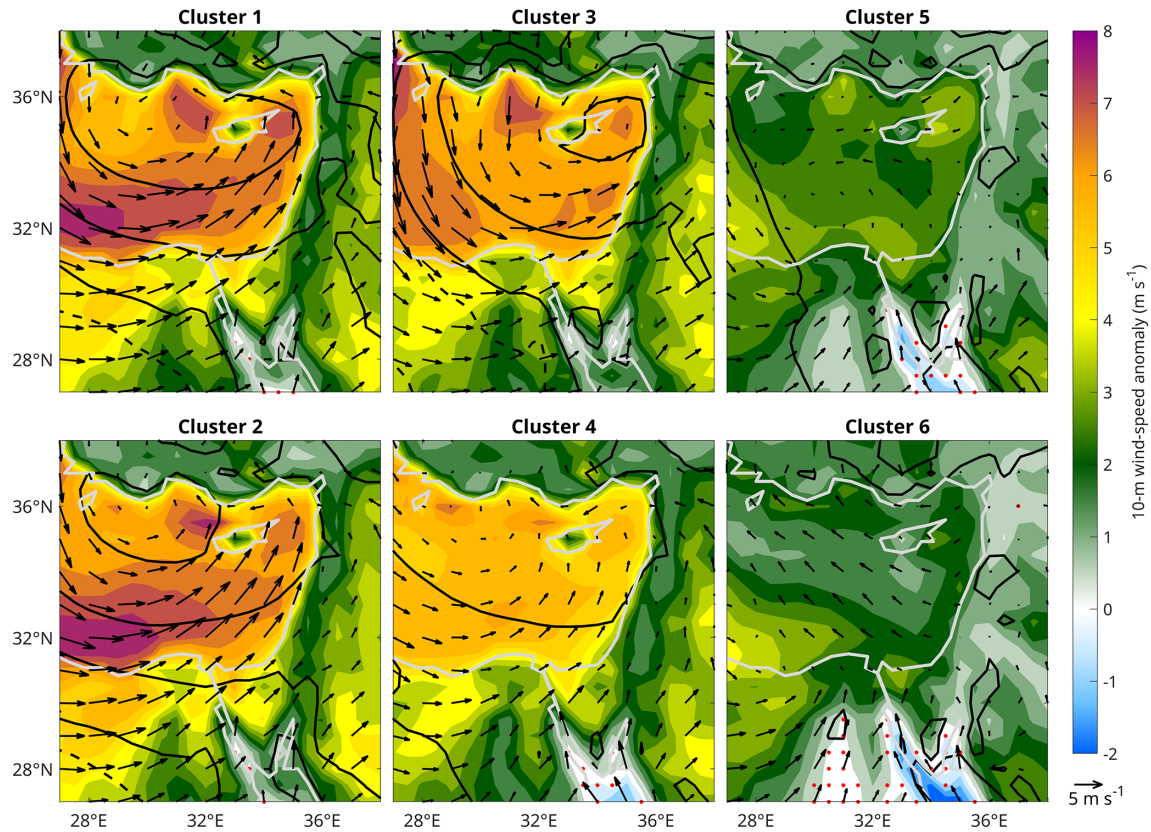 Cluster 1
Cluster 3
Cluster 5
36°N
32°N
28°N
Cluster 2
Cluster 4
Cluster 6
36°N
32°N
28°N
28°E
32°E
36°E
28°E
32°E
36°E
28°E
32°E
36°E
8
7
6
5
4
3
2
1
0
-1
-2
10-m wind-speed anomaly (m s⁻¹)
5 m s⁻¹